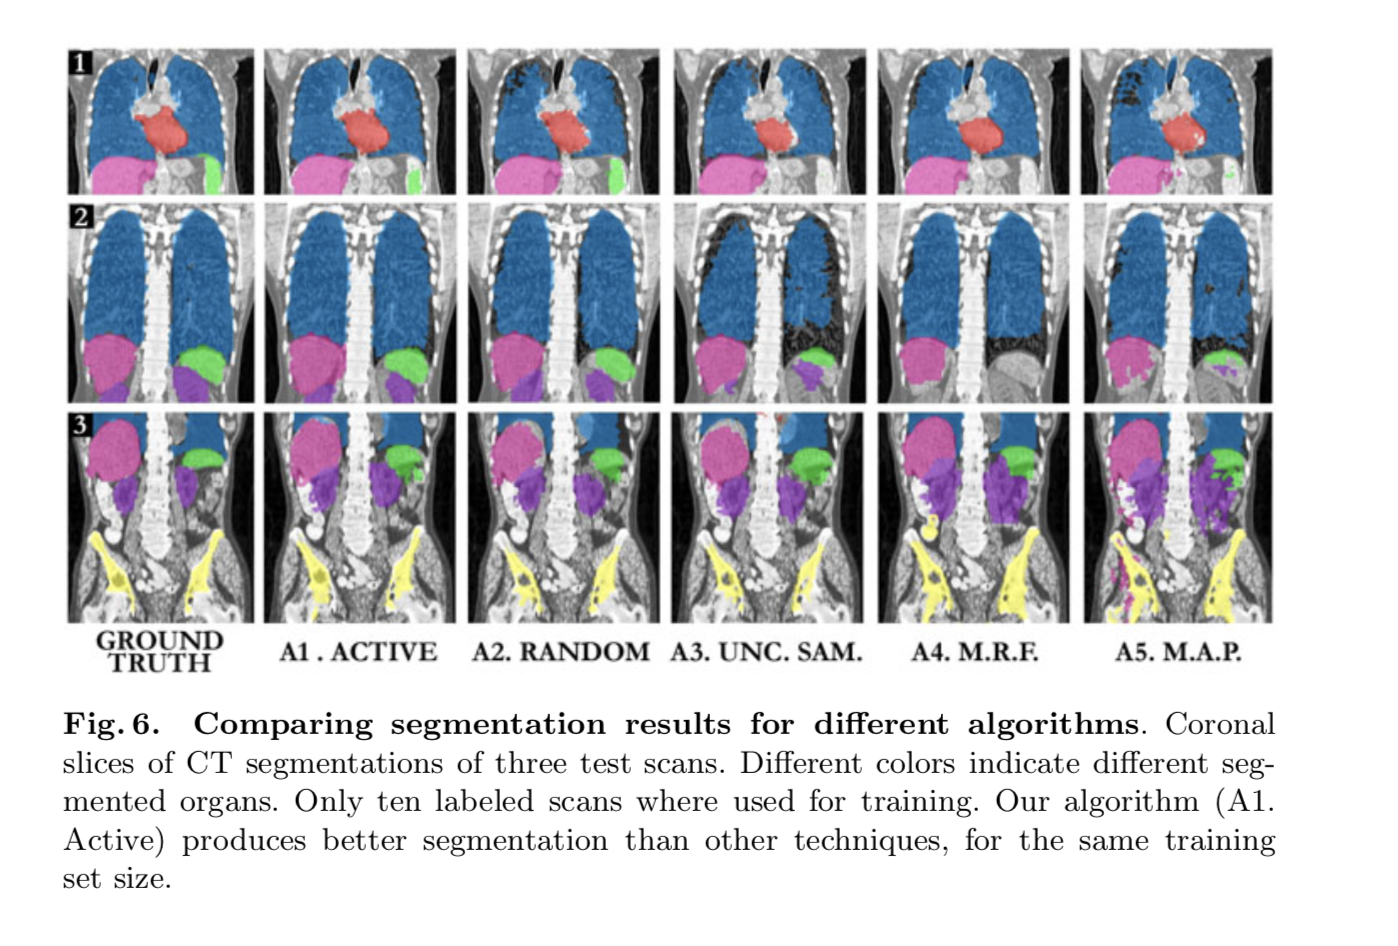 1
2
3
GROUND
TRUTH
A1 . ACTIVE
A2. RANDOM
A3. UNC. SAM.
A4. M.R.F.
A5. M.A.P.
Fig. 6. Comparing segmentation results for different algorithms. Coronal
slices of CT segmentations of three test scans. Different colors indicate different seg-
mented organs. Only ten labeled scans where used for training. Our algorithm (A1.
Active) produces better segmentation than other techniques, for the same training
set size.